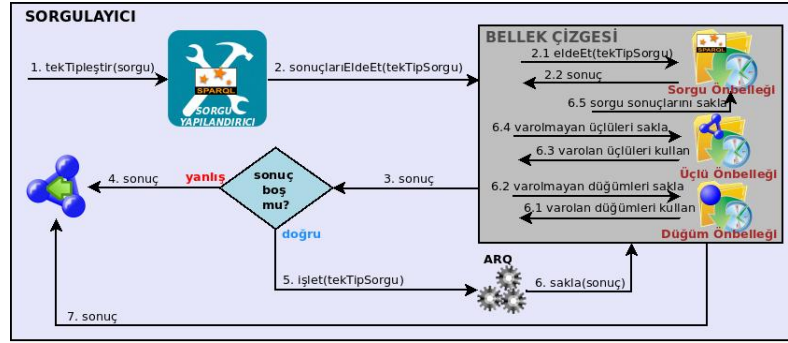 SORGULAYICI
1. tekTipleştir(sorgu)
SPARQL
SORGU
YAPILANDIRICI
2. sonuçlarıEldeEt(tekTipSorgu)
BELLEK ÇİZGESİ
2.1 eldeEt(tekTipSorgu)
2.2 sonuç
SPARQL
Sorgu Önbelleği
6.5 sorgu sonuçlarını sakla
6.4 varolmayan üçlüleri sakla
6.3 varolan üçlüleri kullan
Üçlü Önbelleği
6.2 varolmayan düğümleri sakla
6.1 varolan düğümleri kullan
Düğüm Önbelleği
3. sonuç
sonuç
boş
mu?
yanlış
4. sonuç
doğru
5. işlet(tekTipSorgu)
ARQ
6. sakla(sonuç)
7. sonuç